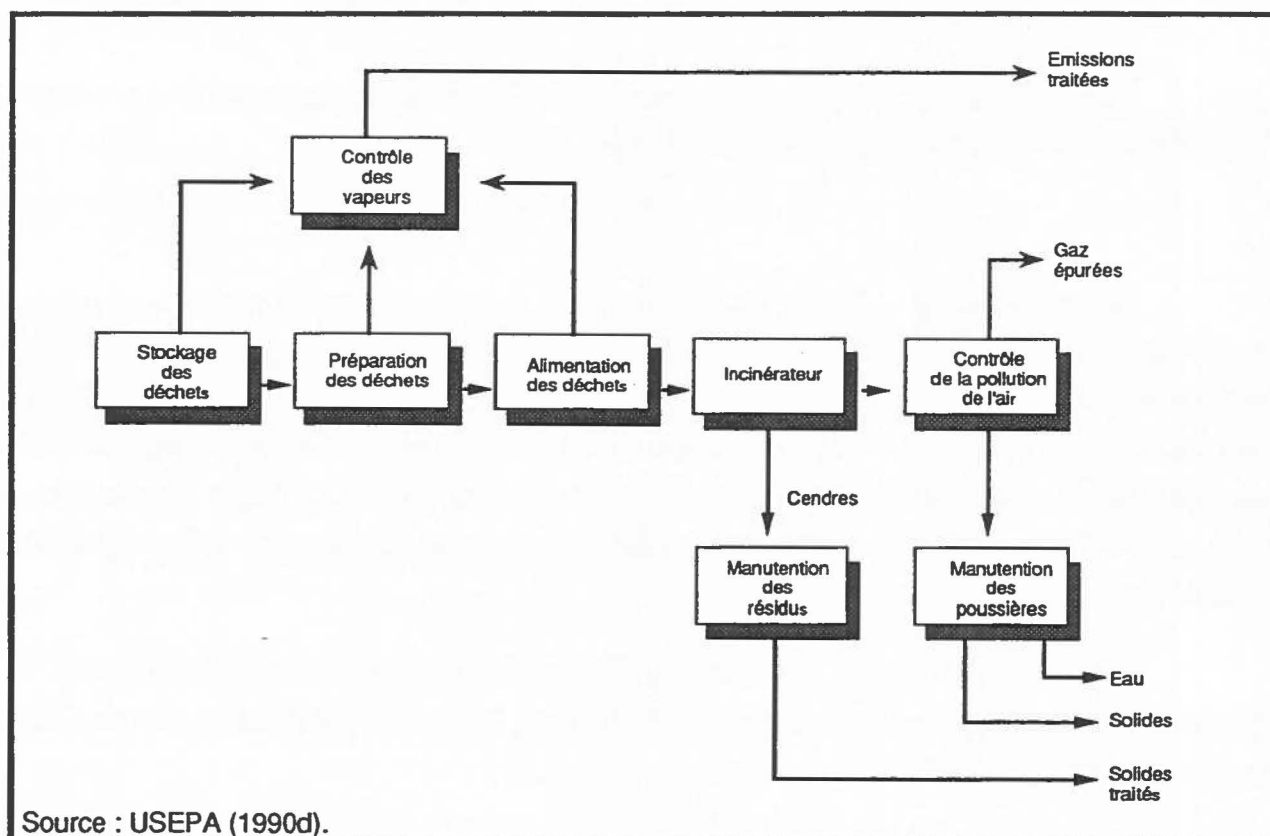 Emissions
traitées
Contrôle
des
vapeurs
Gaz
épurées
Stockage
des
déchets
Préparation
des déchets
Alimentation
des déchets
Incinérateur
Contrôle
de la pollution
de l'air
Cendres
Manutention
des
résidus
Manutention
des
poussières
Eau
Solides
Solides
traités
Source : USEPA (1990d).